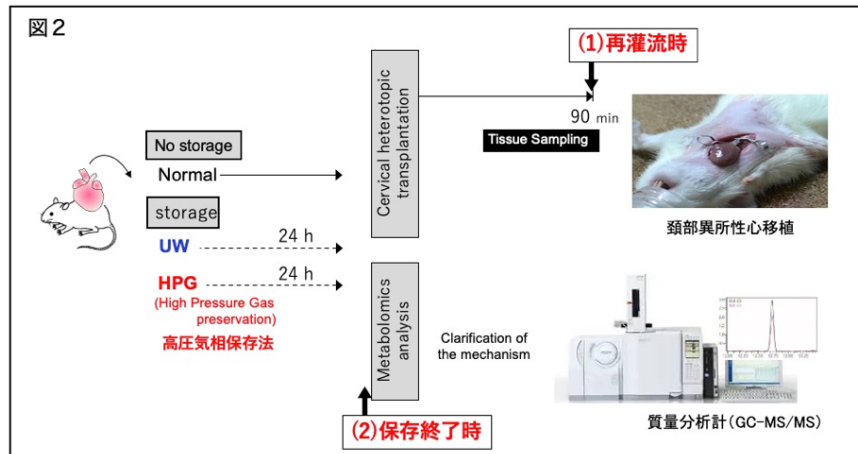 図2
(1)再灌流時
90 min
Tissue Sampling
Cervical heterotopic
transplantation
No storage
Normal
storage
UW
24 h
HPG
24 h
(High Pressure Gas
preservation)
高圧気相保存法
頚部異所性心移植
Metabolomics
analysis
Clarification of
the mechanism
(2)保存終了時
質量分析計(GC-MS/MS)